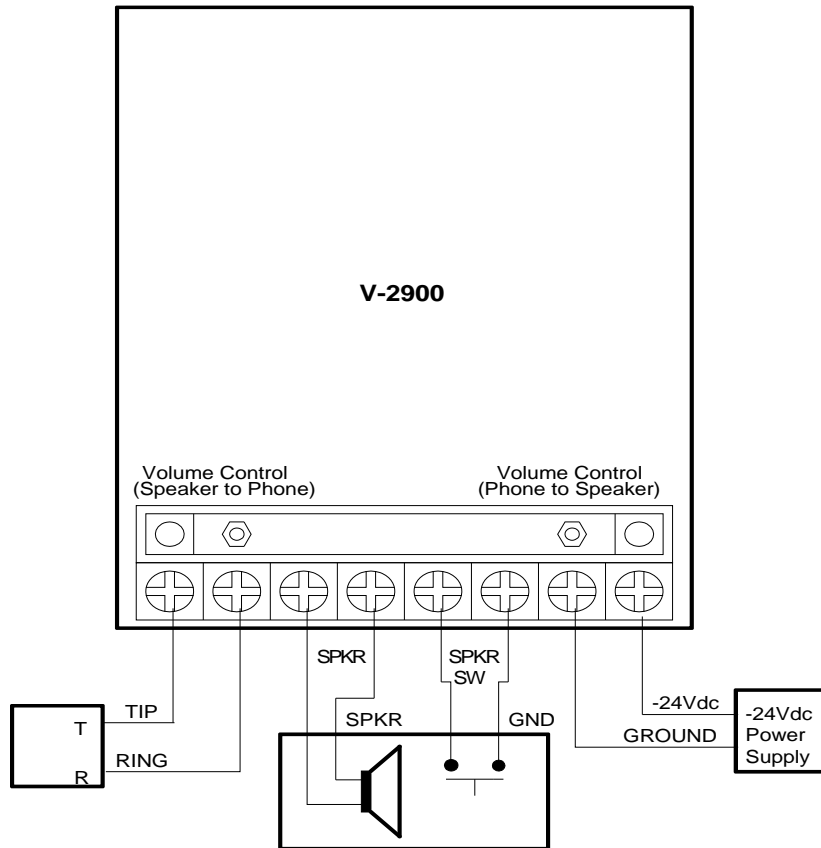 V-2900
Volume Control
(Speaker to Phone)
Volume Control
(Phone to Speaker)
SPKR
SPKR
SW
TIP
SPKR
GND
-24Vdc
GROUND
T
RING
R
-24Vdc
Power
Supply